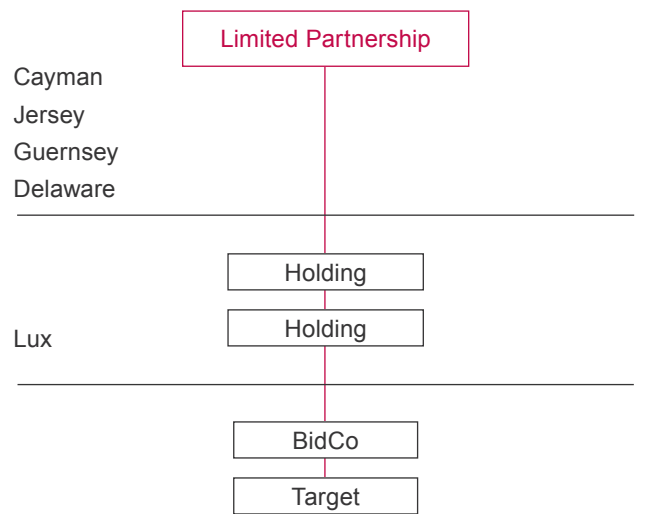 Limited Partnership
Cayman
Jersey
Guernsey
Delaware
Holding
Holding
Lux
BidCo
Target